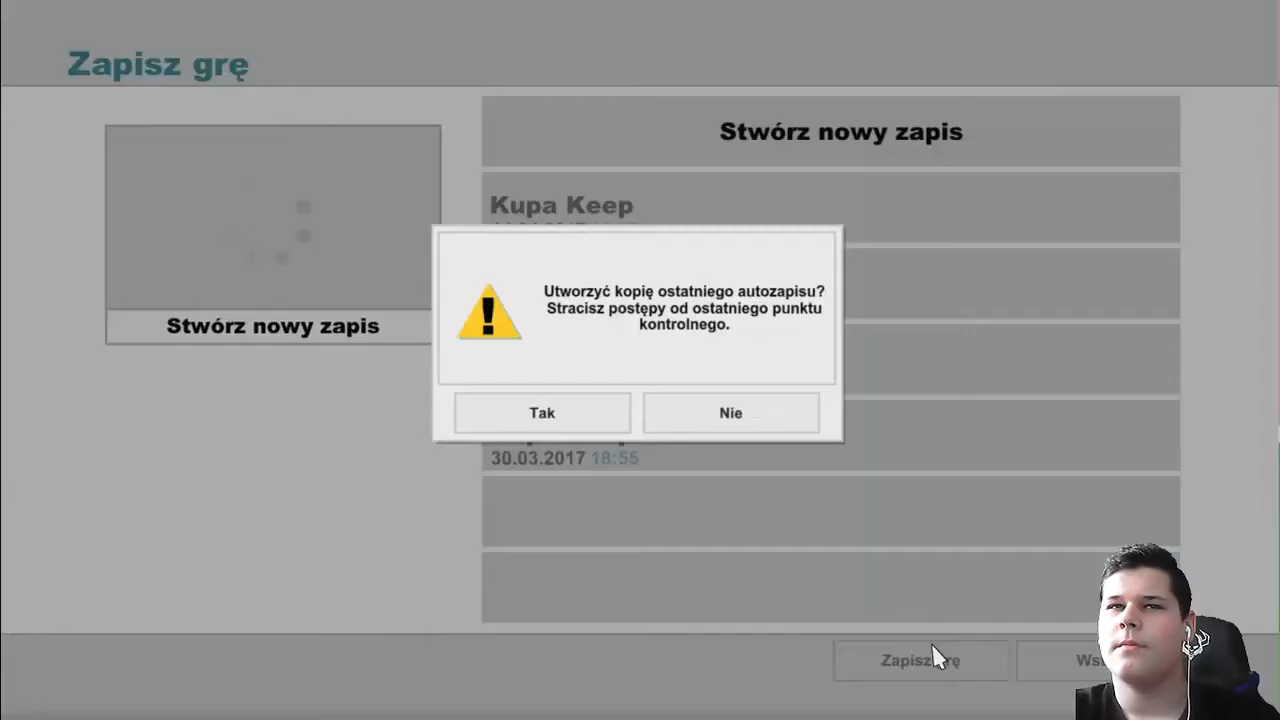 Zapisz grę
Stwórz nowy zapis
Kupa Keep
Utworzyć kopię ostatniego autozapisu?
Stracisz postępy od ostatniego punktu
kontrolnego.
Stwórz nowy zapis
Tak
Nie
30.03.2017 18:55
Zapisz grę